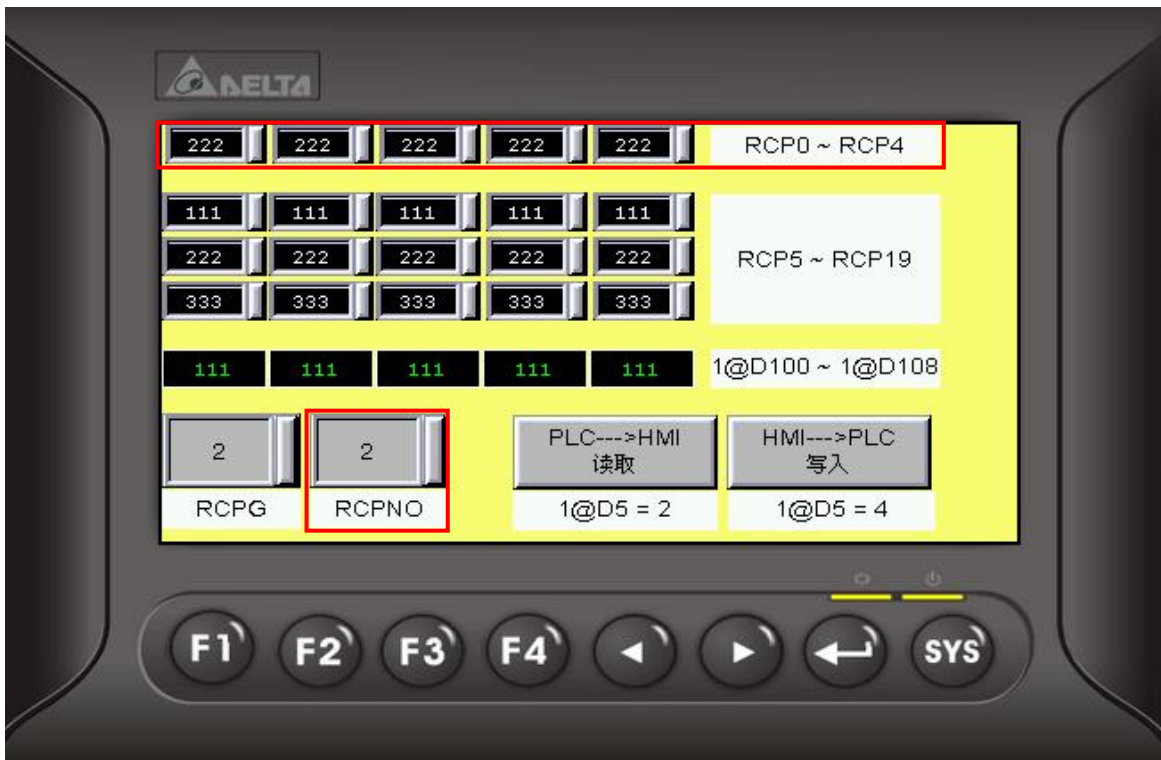 DELTA
222 222 222 222 222 RCP0 ~ RCP4
111 111 111 111 111
222 222 222 222 222 RCP5 ~ RCP19
333 333 333 333 333
111 111 111 111 111 1@D100 ~ 1@D108
2 2 PLC--->HMI HMI--->PLC
读取 写入
RCPG RCPNO 1@D5 = 2 1@D5 = 4
F1 F2 F3 F4 SYS